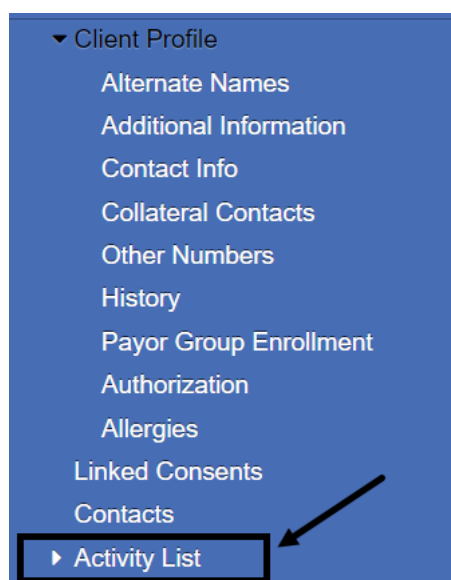 Client Profile
Alternate Names
Additional Information
Contact Info
Collateral Contacts
Other Numbers
History
Payor Group Enrollment
Authorization
Allergies
Linked Consents
Contacts
Activity List